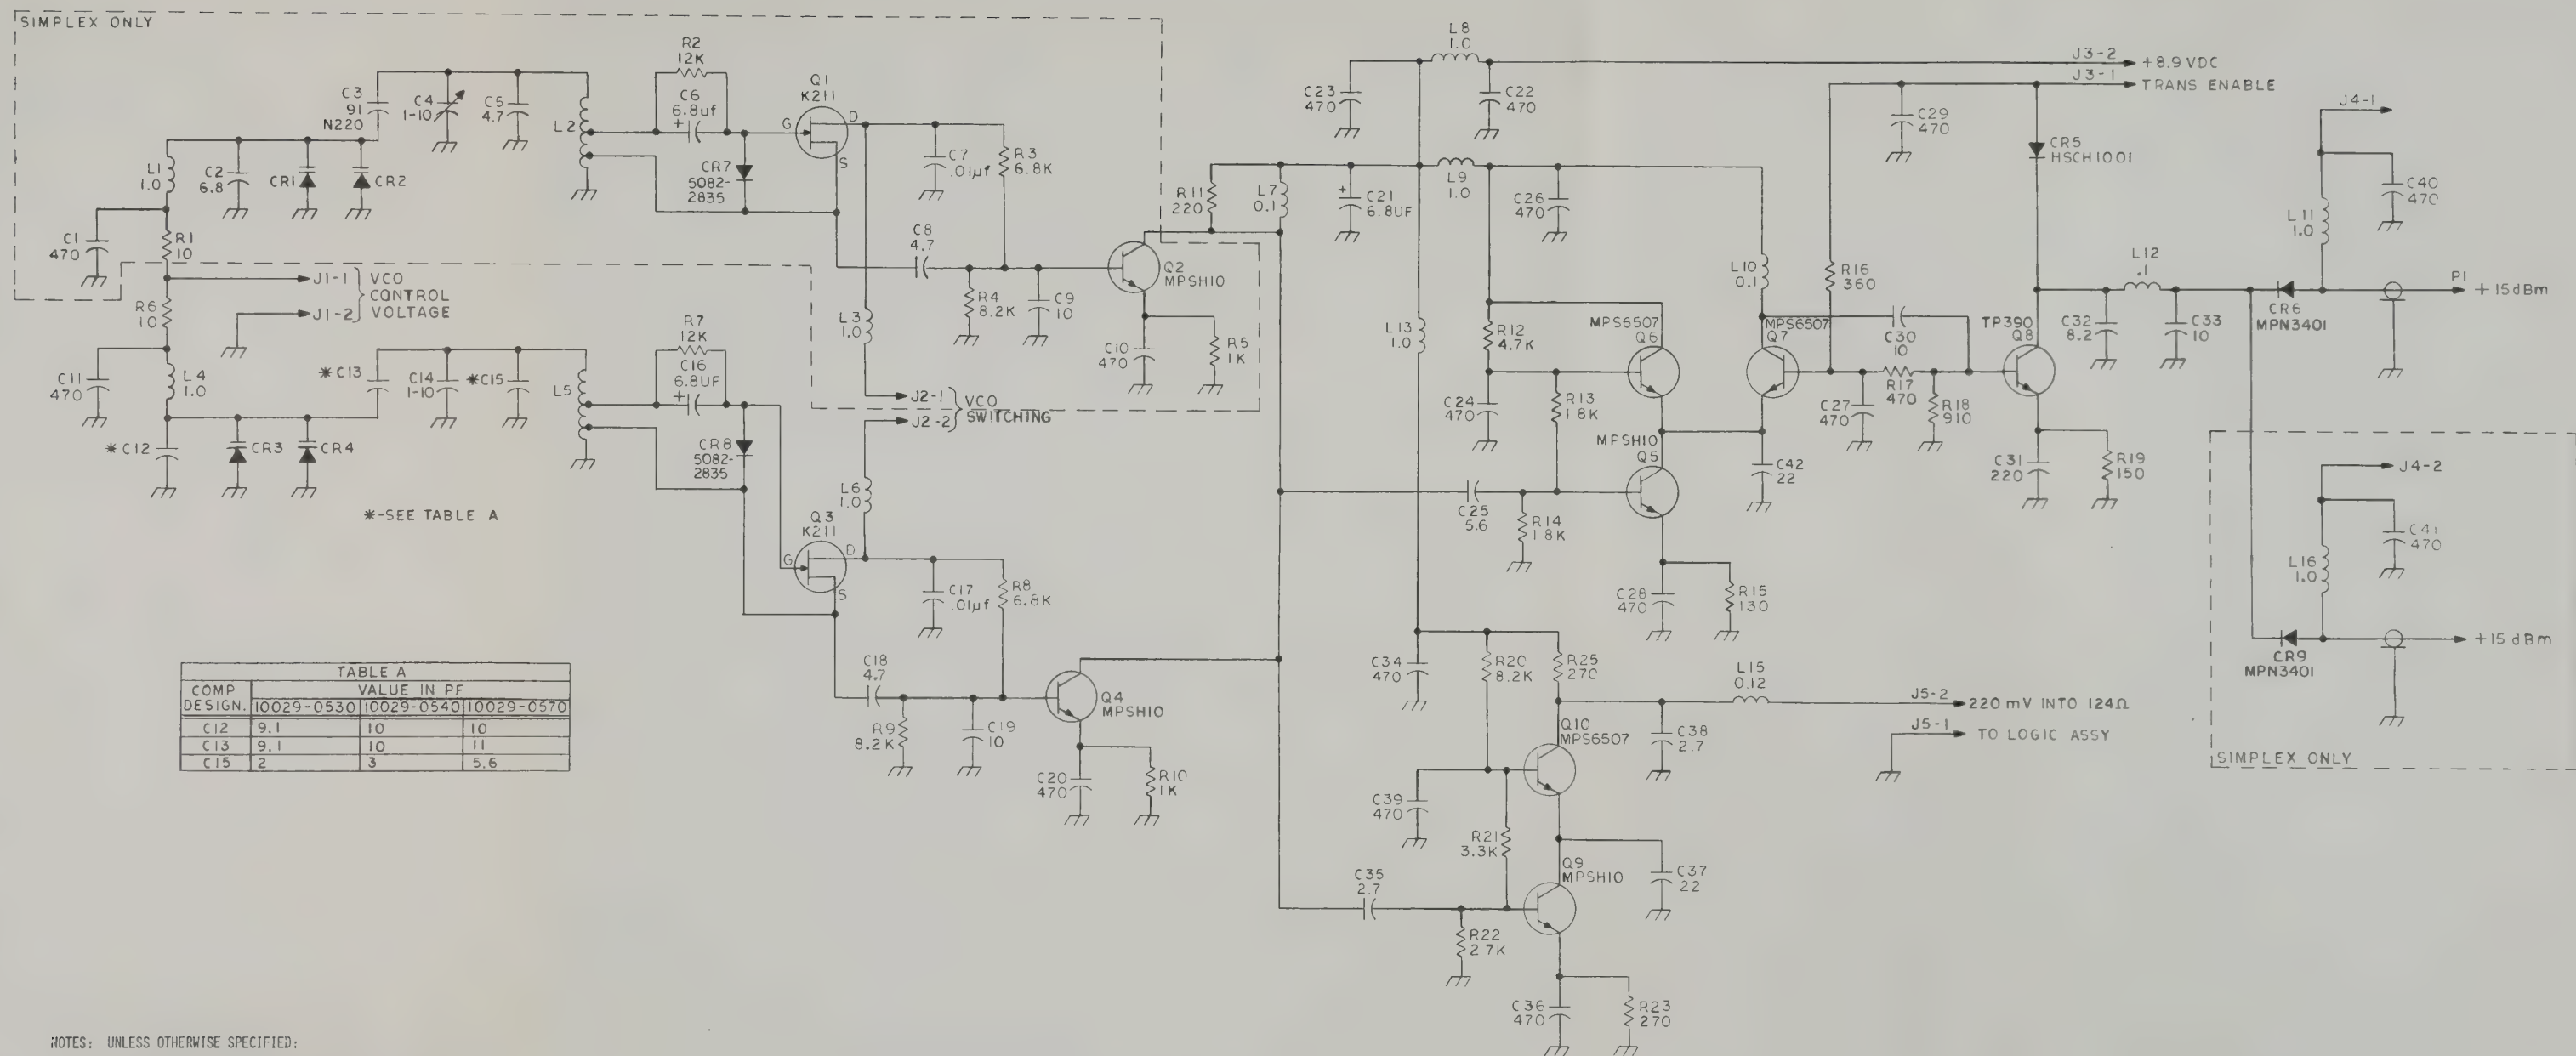 SIMPLEX ONLY
R2
12K
C6
6.8uf
+
Q1
K211
G
D
S
C3
91
N220
C4
1-10
C5
4.7
L2
L1
1.0
C2
6.8
CR1
CR2
CR7
5082-
2835
C7
.01µf
R3
6.8K
C1
470
R1
10
C8
4.7
R4
8.2K
C9
10
Q2
MPSH10
C10
470
R5
1K
J1-1
J1-2
VCO
CONTROL
VOLTAGE
R6
10
C11
470
L4
1.0
*C13
C14
1-10
*C15
L5
R7
12K
C16
6.8UF
+
L3
1.0
J2-1
J2-2
VCO
SWITCHING
*C12
CR3
CR4
CR8
5082-
2835
L6
1.0
Q3
K211
G
D
S
*-SEE TABLE A
C17
.01µf
R8
6.8K
C18
4.7
R9
8.2K
C19
10
Q4
MPSH10
C20
470
R10
1K
TABLE A
COMP DESIGN. VALUE IN PF
10029-0530 10029-0540 10029-0570
C12 9.1 10 10
C13 9.1 10 11
C15 2 3 5.6
L8
1.0
C23
470
C22
470
J3-2
+8.9 VDC
J3-1
TRANS ENABLE
R11
220
L7
0.1
+
C21
6.8UF
L9
1.0
C26
470
C29
470
CR5
HSCH1001
J4-1
C40
470
L11
1.0
L10
0.1
R16
360
L12
.1
P1
+15dBm
CR6
MPN3401
C32
8.2
C33
10
L13
1.0
R12
4.7K
MPS6507
Q6
MPS6507
Q7
C30
10
TP390
Q8
C24
470
R13
1.8K
C27
470
R17
470
R18
910
MPSH10
Q5
C42
22
C31
220
R19
150
C25
5.6
R14
1.8K
C28
470
R15
130
J4-2
C41
470
L16
1.0
+15 dBm
CR9
MPN3401
SIMPLEX ONLY
C34
470
R20
8.2K
R25
270
L15
0.12
J5-2
220 mV INTO 124Ω
J5-1
TO LOGIC ASSY
Q10
MPS6507
C38
2.7
C39
470
R21
3.3K
Q9
MPSH10
C37
22
C35
2.7
R22
2.7K
C36
470
R23
270
NOTES: UNLESS OTHERWISE SPECIFIED: